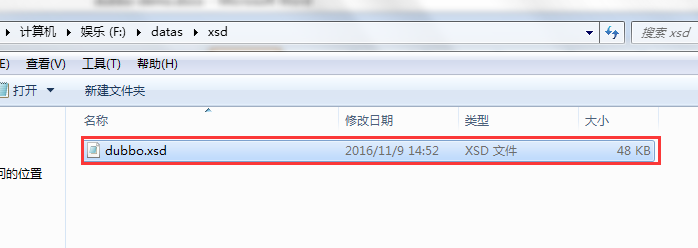 计算机 娱乐 (F:) datas xsd 搜索 xsd
E) 查看(V) 工具(T) 帮助(H)
打开 新建文件夹
名称 修改日期 类型 大小
dubbo.xsd 2016/11/9 14:52 XSD 文件 48 KB
问的位置